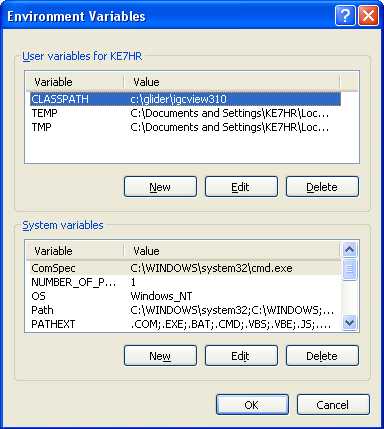 Environment Variables
User variables for KE7HR
Variable Value
CLASSPATH c:\glider\igcview310
TEMP C:\Documents and Settings\KE7HR\Loc...
TMP C:\Documents and Settings\KE7HR\Loc...
New Edit Delete
System variables
Variable Value
ComSpec C:\WINDOWS\system32\cmd.exe
NUMBER_OF_P... 1
OS Windows_NT
Path C:\WINDOWS\system32;C:\WINDOWS;...
PATHEXT .COM;.EXE;.BAT;.CMD;.VBS;.VBE;.JS;...
New Edit Delete
OK Cancel